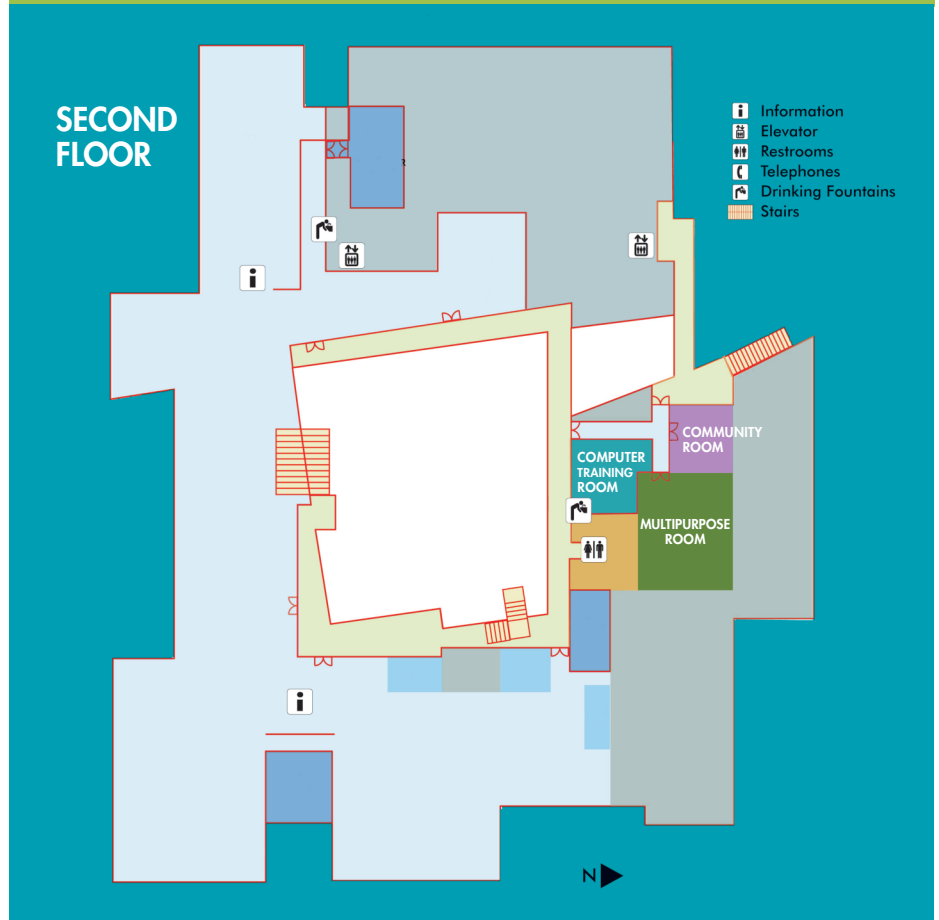 SECOND
FLOOR
Information
Elevator
Restrooms
Telephones
Drinking Fountains
Stairs
COMMUNITY
ROOM
COMPUTER
TRAINING
ROOM
MULTIPURPOSE
ROOM
N